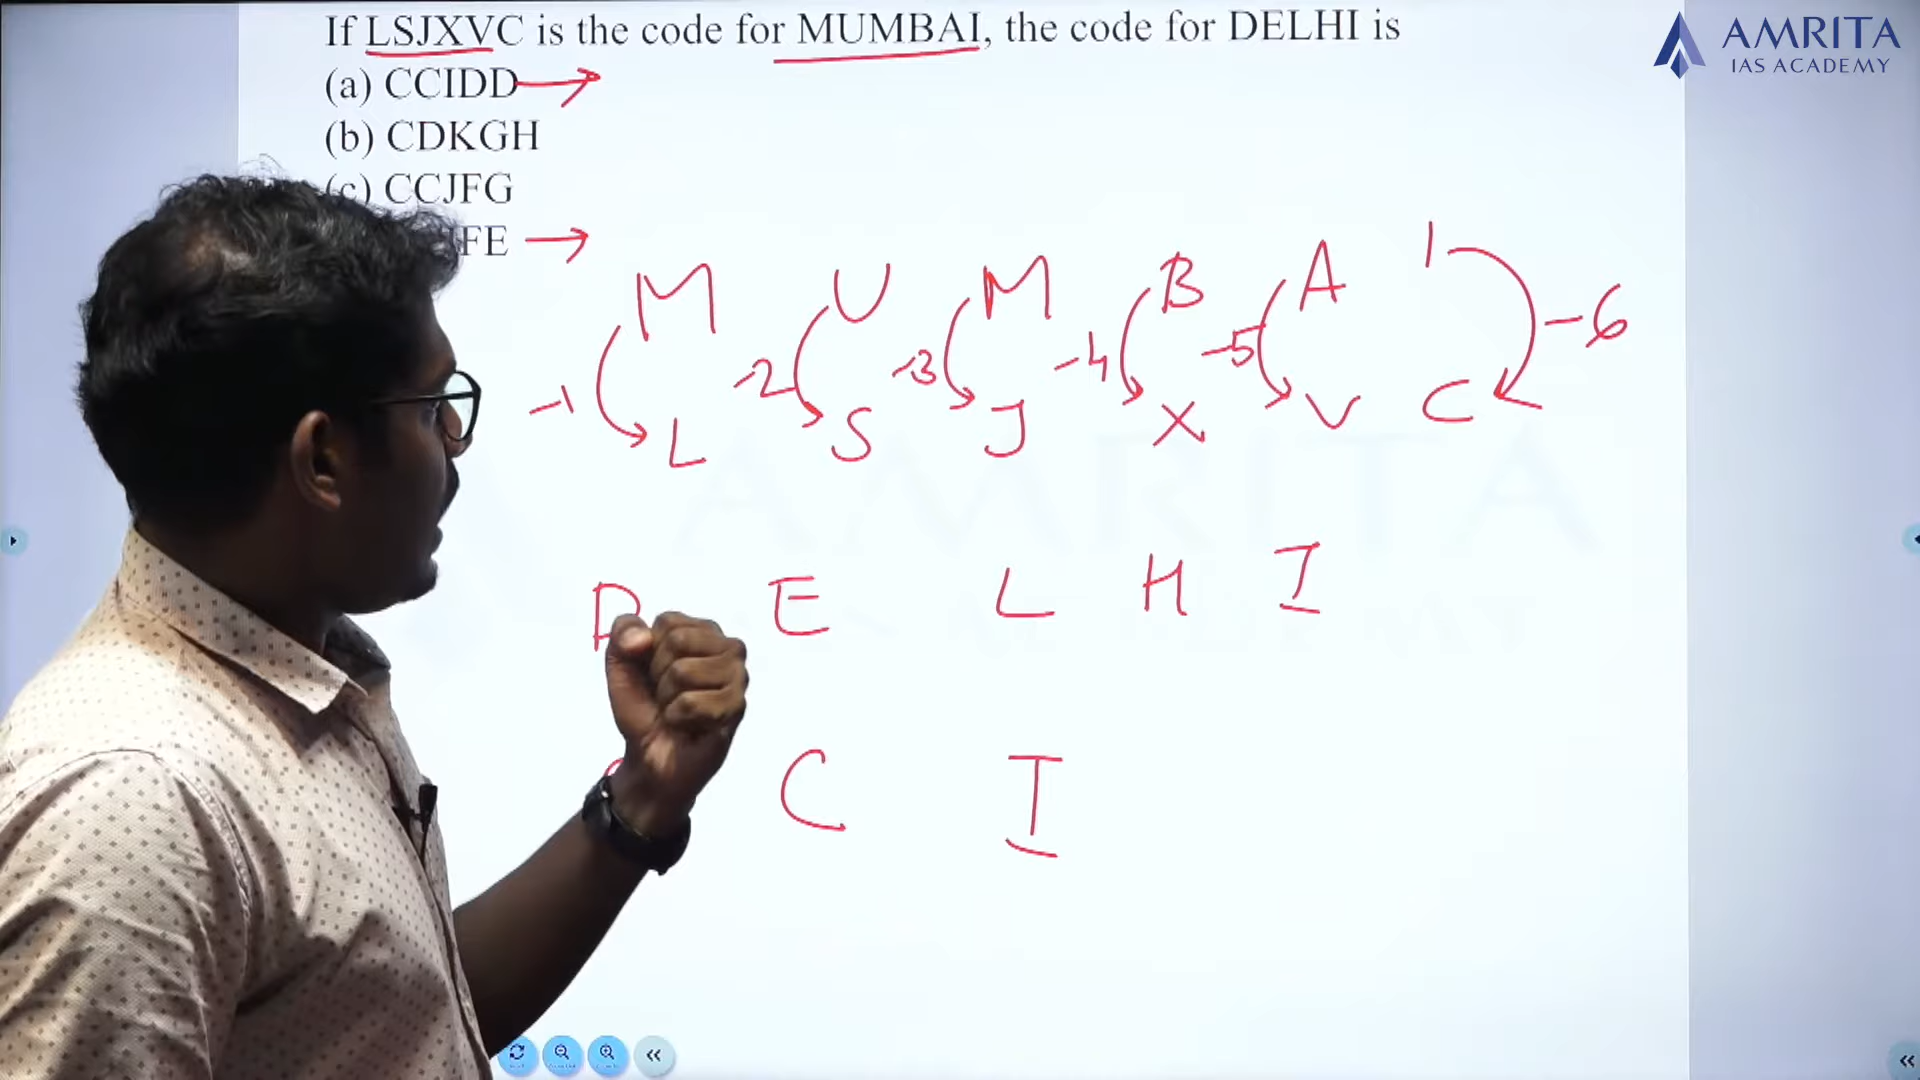 If LSJXVC is the code for MUMBAI, the code for DELHI is
(a) CCIDD
(b) CDKGH
(c) CCJFG
FE
AMRITA
IAS ACADEMY
M U M B A I
-1 -2 -3 -4 -5 -6
L S J X V C
D E L H I
C I